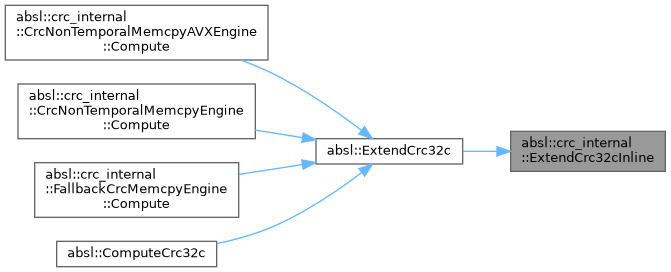 absl::crc_internal
::CrcNonTemporalMemcpyAVXEngine
::Compute
absl::crc_internal
::CrcNonTemporalMemcpyEngine
::Compute
absl::crc_internal
::FallbackCrcMemcpyEngine
::Compute
absl::ComputeCrc32c
absl::ExtendCrc32c
absl::crc_internal
::ExtendCrc32cInline